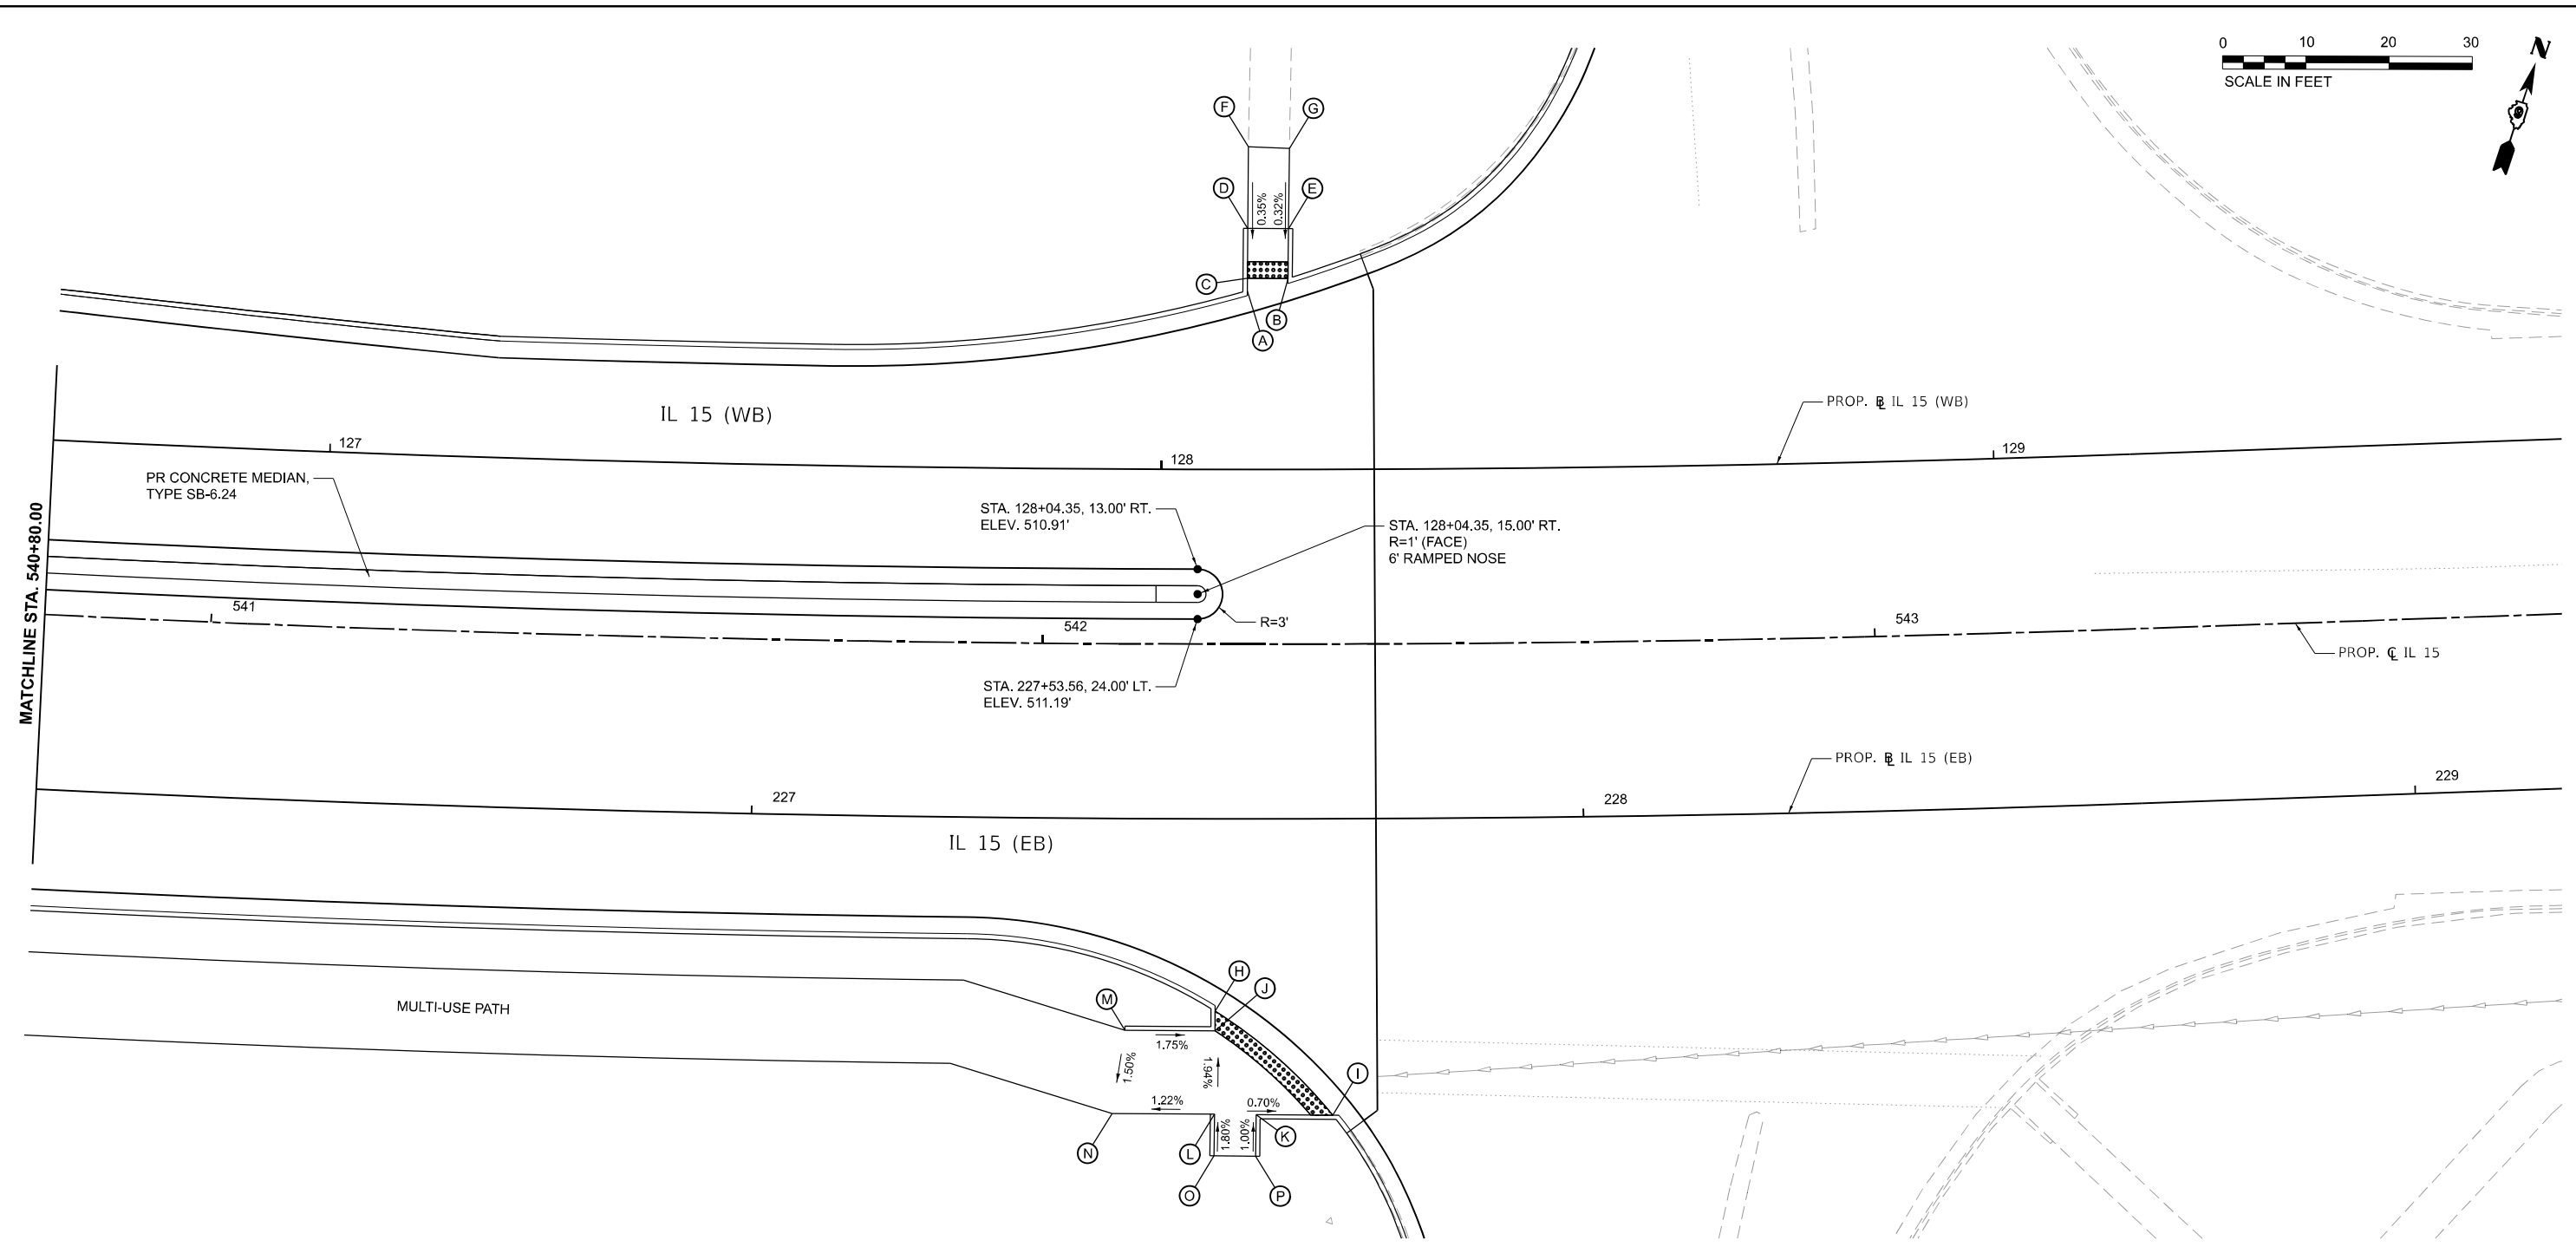 0 10 20 30
SCALE IN FEET
N
F
G
D
E
0.35%
0.32%
C
B
A
IL 15 (WB)
PROP. ⅊ IL 15 (WB)
127
128
129
PR CONCRETE MEDIAN,
TYPE SB-6.24
STA. 128+04.35, 13.00' RT.
ELEV. 510.91'
STA. 128+04.35, 15.00' RT.
R=1' (FACE)
6' RAMPED NOSE
MATCHLINE STA. 540+80.00
541
542
543
R=3'
PROP. ℄ IL 15
STA. 227+53.56, 24.00' LT.
ELEV. 511.19'
PROP. BL IL 15 (EB)
227
228
229
IL 15 (EB)
H
J
M
MULTI-USE PATH
1.75%
1.50%
1.94%
I
1.22%
0.70%
1.80%
1.00%
K
N
L
O
P